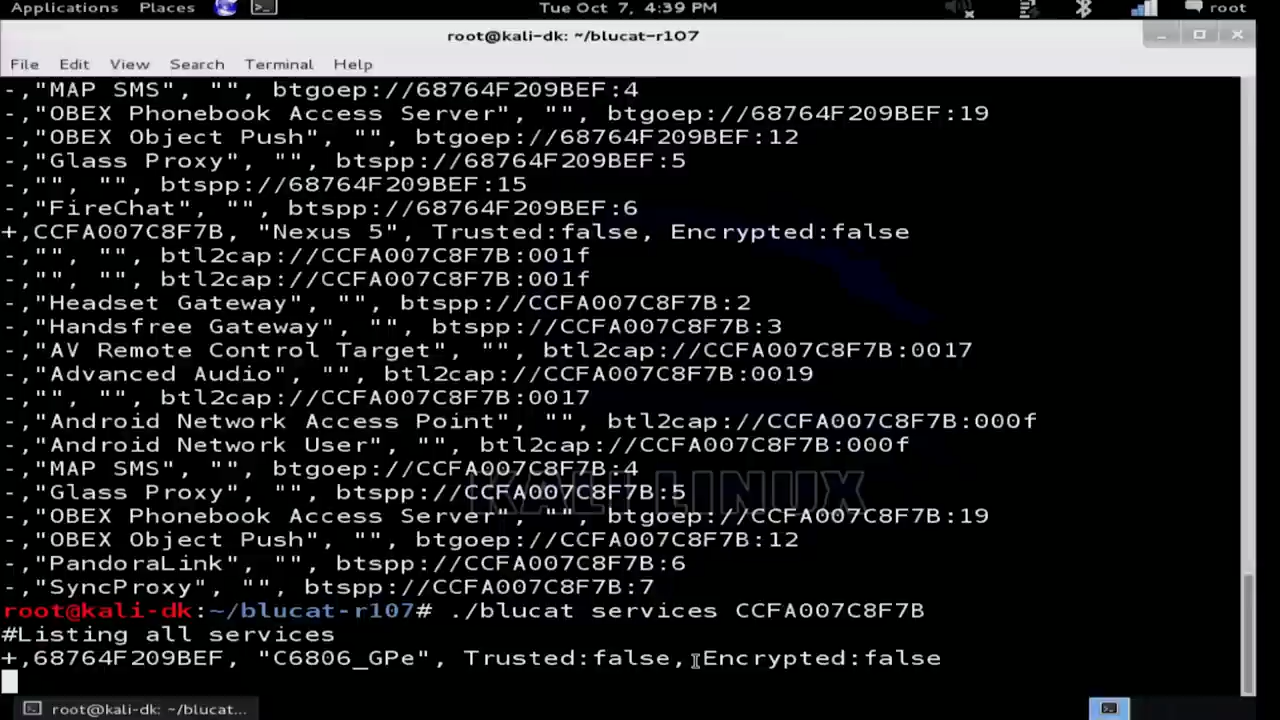 Applications Places Tue Oct 7, 4:39 PM root
root@kali-dk: ~/blucat-r107
File Edit View Search Terminal Help
-,"MAP SMS", "", btgoep://68764F209BEF:4
-,"OBEX Phonebook Access Server", "", btgoep://68764F209BEF:19
-,"OBEX Object Push", "", btgoep://68764F209BEF:12
-,"Glass Proxy", "", btspp://68764F209BEF:5
-,"", "", btspp://68764F209BEF:15
-,"FireChat", "", btspp://68764F209BEF:6
+,CCFA007C8F7B, "Nexus 5", Trusted:false, Encrypted:false
-,"", "", btl2cap://CCFA007C8F7B:001f
-,"", "", btl2cap://CCFA007C8F7B:001f
-,"Headset Gateway", "", btspp://CCFA007C8F7B:2
-,"Handsfree Gateway", "", btspp://CCFA007C8F7B:3
-,"AV Remote Control Target", "", btl2cap://CCFA007C8F7B:0017
-,"Advanced Audio", "", btl2cap://CCFA007C8F7B:0019
-,"", "", btl2cap://CCFA007C8F7B:0017
-,"Android Network Access Point", "", btl2cap://CCFA007C8F7B:000f
-,"Android Network User", "", btl2cap://CCFA007C8F7B:000f
-,"MAP SMS", "", btgoep://CCFA007C8F7B:4
-,"Glass Proxy", "", btspp://CCFA007C8F7B:5
KALI LINUX
-,"OBEX Phonebook Access Server", "", btgoep://CCFA007C8F7B:19
-,"OBEX Object Push", "", btgoep://CCFA007C8F7B:12
-,"PandoraLink", "", btspp://CCFA007C8F7B:6
-,"SyncProxy", "", btspp://CCFA007C8F7B:7
root@kali-dk:~/blucat-r107# ./blucat services CCFA007C8F7B
#Listing all services
+,68764F209BEF, "C6806_GPe", Trusted:false, Encrypted:false
root@kali-dk: ~/blucat...